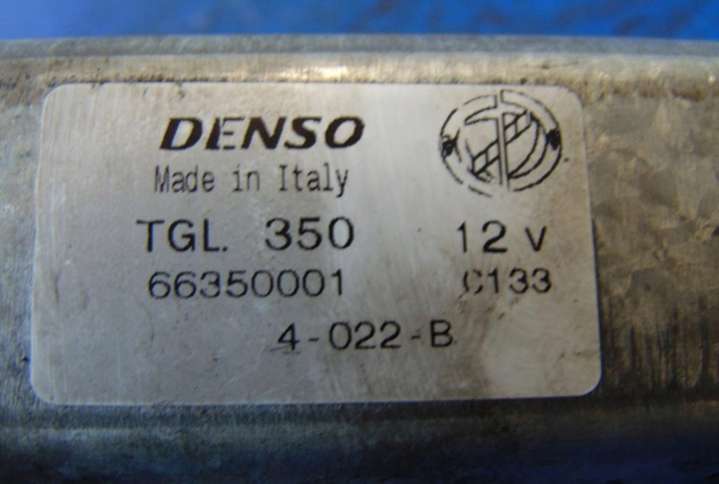 DENSO
Made in Italy
TGL. 350 12 V
66350001 C133
4-022-B